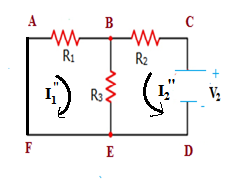 A B C
R₁ R₂
I₁" R₃ I₂" + V₂
F E D